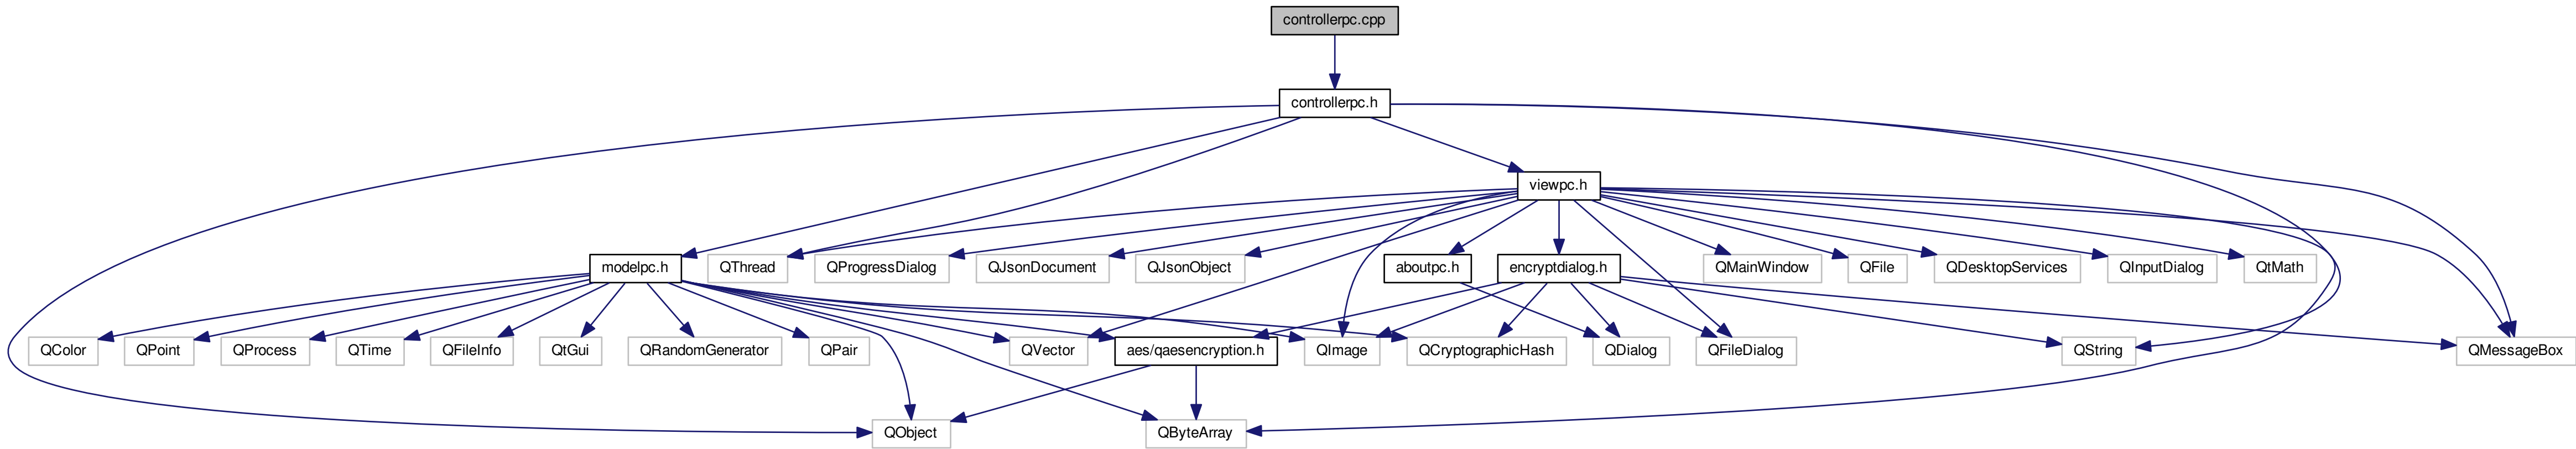 controllerpc.cpp
controllerpc.h
viewpc.h
modelpc.h
QThread
QProgressDialog
QJsonDocument
QJsonObject
aboutpc.h
encryptdialog.h
QMainWindow
QFile
QDesktopServices
QInputDialog
QtMath
QColor
QPoint
QProcess
QTime
QFileInfo
QtGui
QRandomGenerator
QPair
QVector
aes/qaesencryption.h
QImage
QCryptographicHash
QDialog
QFileDialog
QString
QMessageBox
QObject
QByteArray